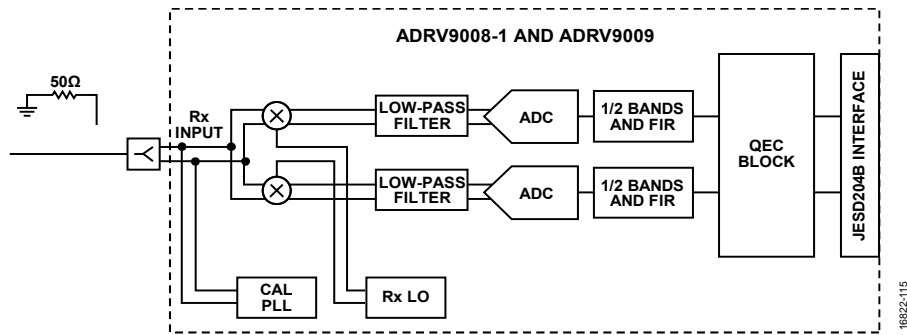 ADRV9008-1 AND ADRV9009
50Ω
Rx
INPUT
LOW-PASS
FILTER
ADC
1/2 BANDS
AND FIR
QEC
BLOCK
JESD204B INTERFACE
LOW-PASS
FILTER
ADC
1/2 BANDS
AND FIR
CAL
PLL
Rx LO
16822-115